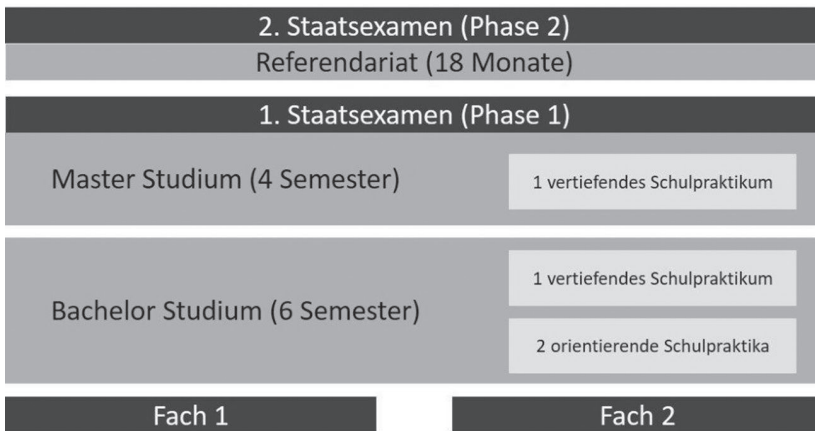 2. Staatsexamen (Phase 2)
Referendariat (18 Monate)
1. Staatsexamen (Phase 1)
Master Studium (4 Semester)
1 vertiefendes Schulpraktikum
1 vertiefendes Schulpraktikum
Bachelor Studium (6 Semester)
2 orientierende Schulpraktika
Fach 1
Fach 2